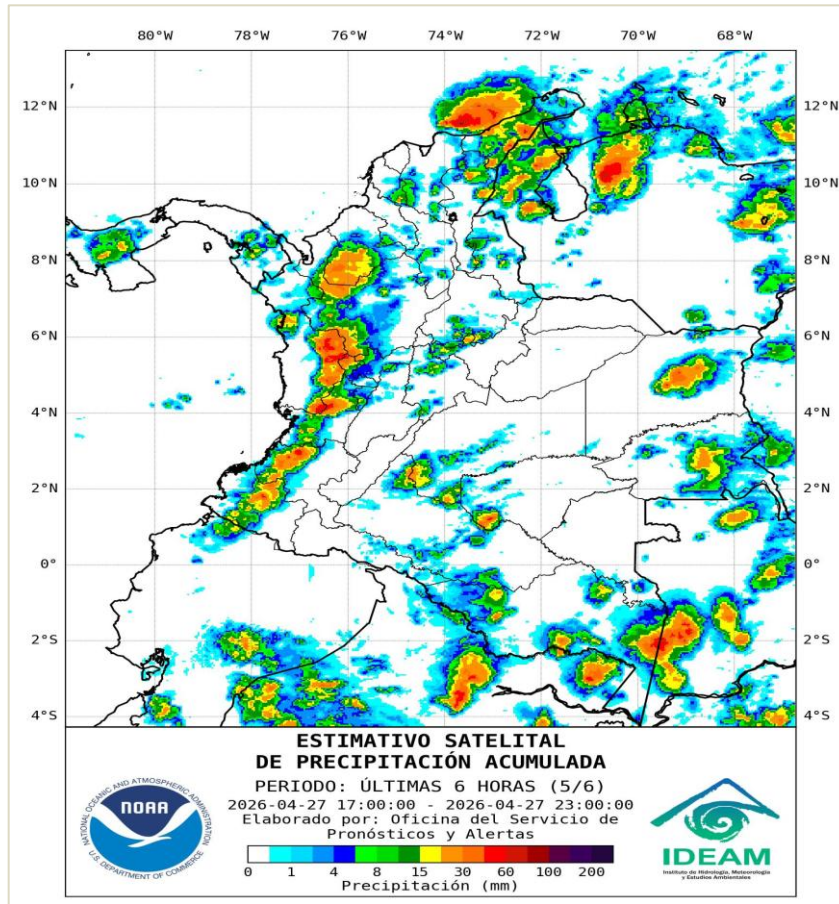 80°W 78°W 76°W 74°W 72°W 70°W 68°W
12°N 12°N
10°N 10°N
8°N 8°N
6°N 6°N
4°N 4°N
2°N 2°N
0° 0°
2°S 2°S
4°S 4°S
ESTIMATIVO SATELITAL
DE PRECIPITACIÓN ACUMULADA
PERIODO: ÚLTIMAS 6 HORAS (5/6)
2026-04-27 17:00:00 - 2026-04-27 23:00:00
Elaborado por: Oficina del Servicio de
Pronósticos y Alertas
0 1 4 8 15 30 60 100 200
Precipitación (mm)
NATIONAL OCEANIC AND ATMOSPHERIC ADMINISTRATION
NOAA
U.S. DEPARTMENT OF COMMERCE
IDEAM
Instituto de Hidrología, Meteorología
y Estudios Ambientales